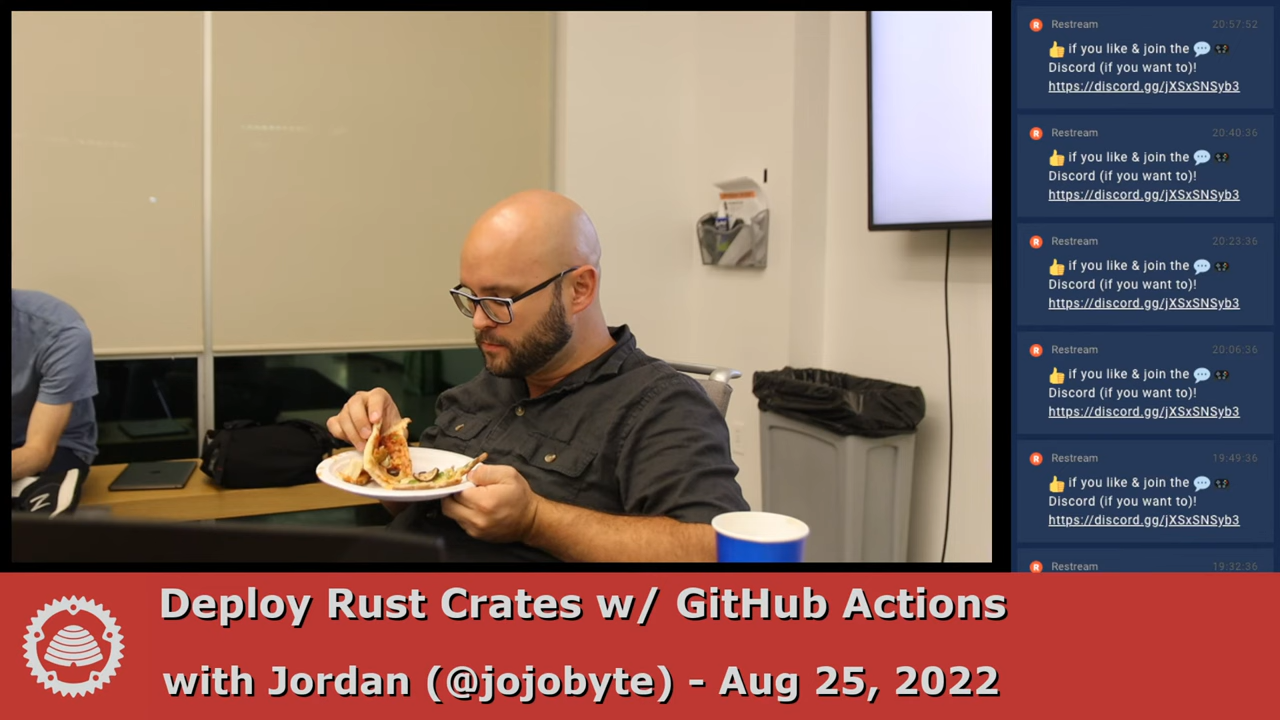 Restream 20:57:52
👍 if you like & join the 💬
Discord (if you want to)!
https://discord.gg/jXSxSNSyb3
Restream 20:40:36
👍 if you like & join the 💬
Discord (if you want to)!
https://discord.gg/jXSxSNSyb3
Restream 20:23:36
👍 if you like & join the 💬
Discord (if you want to)!
https://discord.gg/jXSxSNSyb3
Restream 20:06:36
👍 if you like & join the 💬
Discord (if you want to)!
https://discord.gg/jXSxSNSyb3
Restream 19:49:36
👍 if you like & join the 💬
Discord (if you want to)!
https://discord.gg/jXSxSNSyb3
Restream 19:32:36
Deploy Rust Crates w/ GitHub Actions
with Jordan (@jojobyte) - Aug 25, 2022